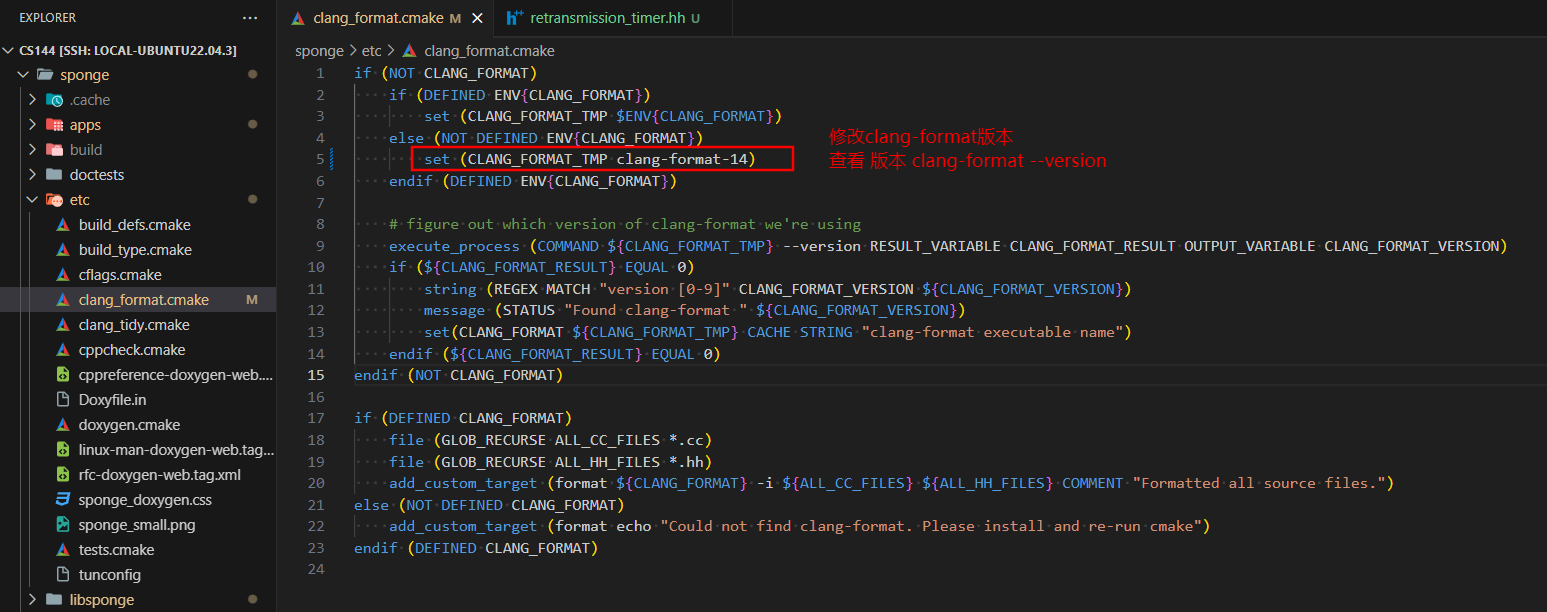 EXPLORER
···
CS144 [SSH: LOCAL-UBUNTU22.04.3]
sponge
.cache
apps
build
doctests
etc
build_defs.cmake
build_type.cmake
cflags.cmake
clang_format.cmake M
clang_tidy.cmake
cppcheck.cmake
cppreference-doxygen-web....
Doxyfile.in
doxygen.cmake
linux-man-doxygen-web.tag...
rfc-doxygen-web.tag.xml
sponge_doxygen.css
sponge_small.png
tests.cmake
tunconfig
libsponge
clang_format.cmake M
retransmission_timer.hh U
sponge > etc > clang_format.cmake
1 if (NOT CLANG_FORMAT)
2     if (DEFINED ENV{CLANG_FORMAT})
3         set (CLANG_FORMAT_TMP $ENV{CLANG_FORMAT})
4     else (NOT DEFINED ENV{CLANG_FORMAT})
5         set (CLANG_FORMAT_TMP clang-format-14)
6     endif (DEFINED ENV{CLANG_FORMAT})
7
8     # figure out which version of clang-format we're using
9     execute_process (COMMAND ${CLANG_FORMAT_TMP} --version RESULT_VARIABLE CLANG_FORMAT_RESULT OUTPUT_VARIABLE CLANG_FORMAT_VERSION)
10     if (${CLANG_FORMAT_RESULT} EQUAL 0)
11         string (REGEX MATCH "version [0-9]" CLANG_FORMAT_VERSION ${CLANG_FORMAT_VERSION})
12         message (STATUS "Found clang-format " ${CLANG_FORMAT_VERSION})
13         set(CLANG_FORMAT ${CLANG_FORMAT_TMP} CACHE STRING "clang-format executable name")
14     endif (${CLANG_FORMAT_RESULT} EQUAL 0)
15 endif (NOT CLANG_FORMAT)
16
17 if (DEFINED CLANG_FORMAT)
18     file (GLOB_RECURSE ALL_CC_FILES *.cc)
19     file (GLOB_RECURSE ALL_HH_FILES *.hh)
20     add_custom_target (format ${CLANG_FORMAT} -i ${ALL_CC_FILES} ${ALL_HH_FILES} COMMENT "Formatted all source files.")
21 else (NOT DEFINED CLANG_FORMAT)
22     add_custom_target (format echo "Could not find clang-format. Please install and re-run cmake")
23 endif (DEFINED CLANG_FORMAT)
24
修改clang-format版本
查看 版本 clang-format --version